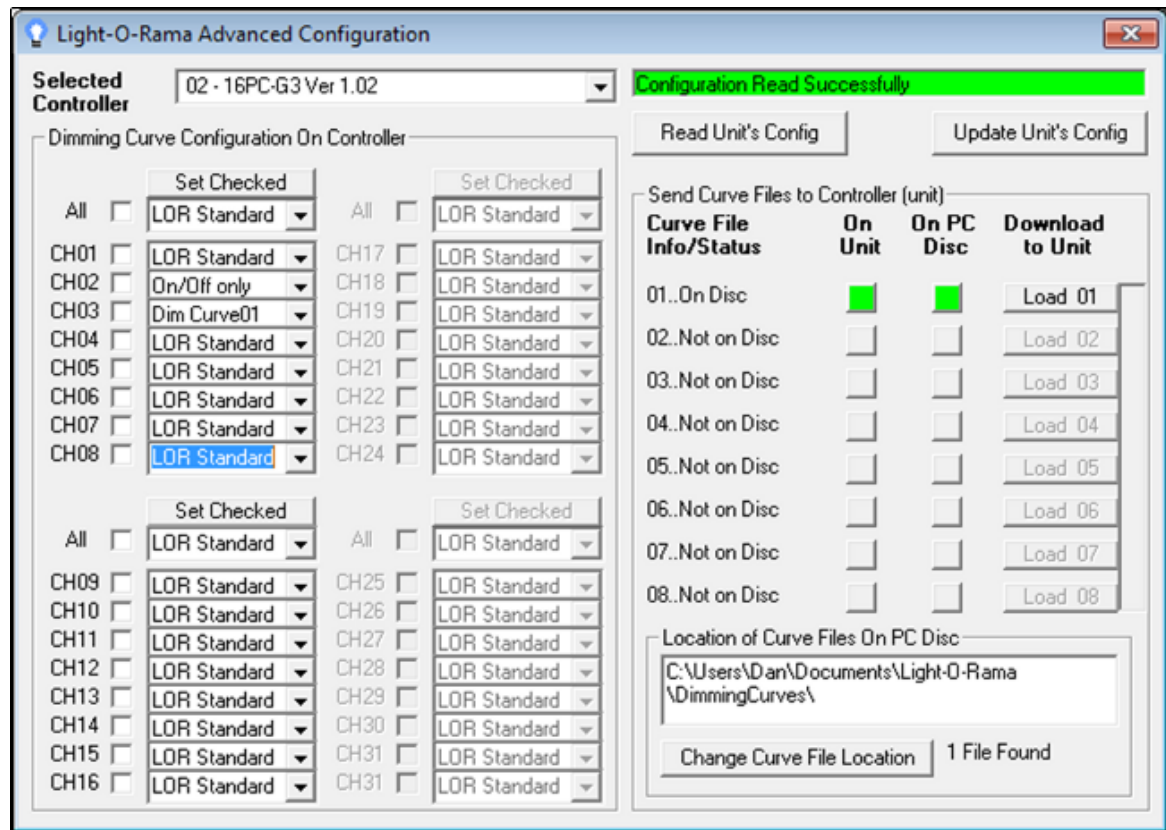 Light-O-Rama Advanced Configuration
Selected Controller
02 - 16PC-G3 Ver 1.02
Dimming Curve Configuration On Controller
Set Checked Set Checked
All LOR Standard All LOR Standard
CH01 LOR Standard CH17 LOR Standard
CH02 On/Off only CH18 LOR Standard
CH03 Dim Curve01 CH19 LOR Standard
CH04 LOR Standard CH20 LOR Standard
CH05 LOR Standard CH21 LOR Standard
CH06 LOR Standard CH22 LOR Standard
CH07 LOR Standard CH23 LOR Standard
CH08 LOR Standard CH24 LOR Standard
Set Checked Set Checked
All LOR Standard All LOR Standard
CH09 LOR Standard CH25 LOR Standard
CH10 LOR Standard CH26 LOR Standard
CH11 LOR Standard CH27 LOR Standard
CH12 LOR Standard CH28 LOR Standard
CH13 LOR Standard CH29 LOR Standard
CH14 LOR Standard CH30 LOR Standard
CH15 LOR Standard CH31 LOR Standard
CH16 LOR Standard CH31 LOR Standard
Configuration Read Successfully
Read Unit's Config Update Unit's Config
Send Curve Files to Controller (unit)
Curve File On On PC Download
Info/Status Unit Disc to Unit
01..On Disc Load 01
02..Not on Disc Load 02
03..Not on Disc Load 03
04..Not on Disc Load 04
05..Not on Disc Load 05
06..Not on Disc Load 06
07..Not on Disc Load 07
08..Not on Disc Load 08
Location of Curve Files On PC Disc
C:\Users\Dan\Documents\Light-O-Rama
\DimmingCurves\
Change Curve File Location 1 File Found